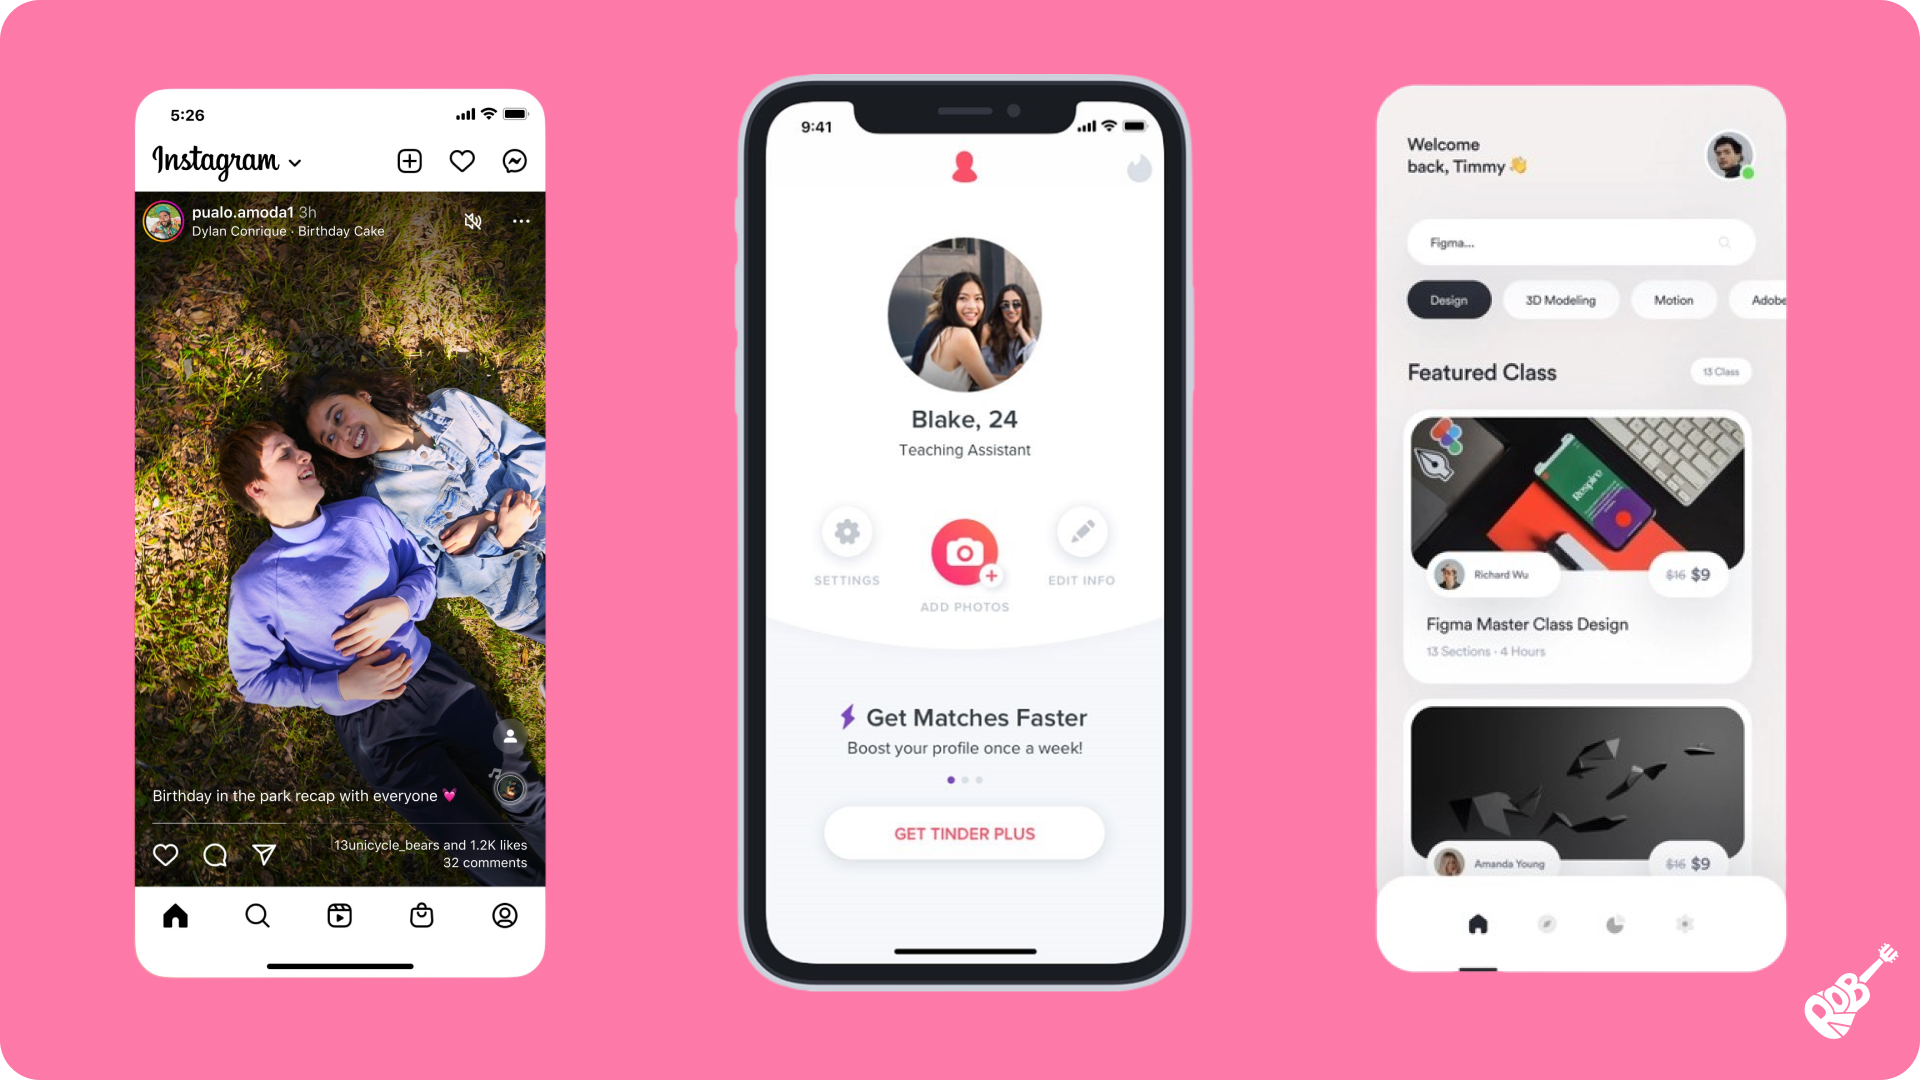 5:26
Instagram
pualo.amoda1 3h
Dylan Conrique · Birthday Cake
Birthday in the park recap with everyone 💓
13unicycle_bears and 1.2K likes
32 comments
9:41
Blake, 24
Teaching Assistant
SETTINGS
ADD PHOTOS
EDIT INFO
Get Matches Faster
Boost your profile once a week!
GET TINDER PLUS
Welcome
back, Timmy 👋
Figma...
Design 3D Modeling Motion Adobe
Featured Class 13 Class
Respire
Richard Wu $16 $9
Figma Master Class Design
13 Sections · 4 Hours
Amanda Young $16 $9
ROB